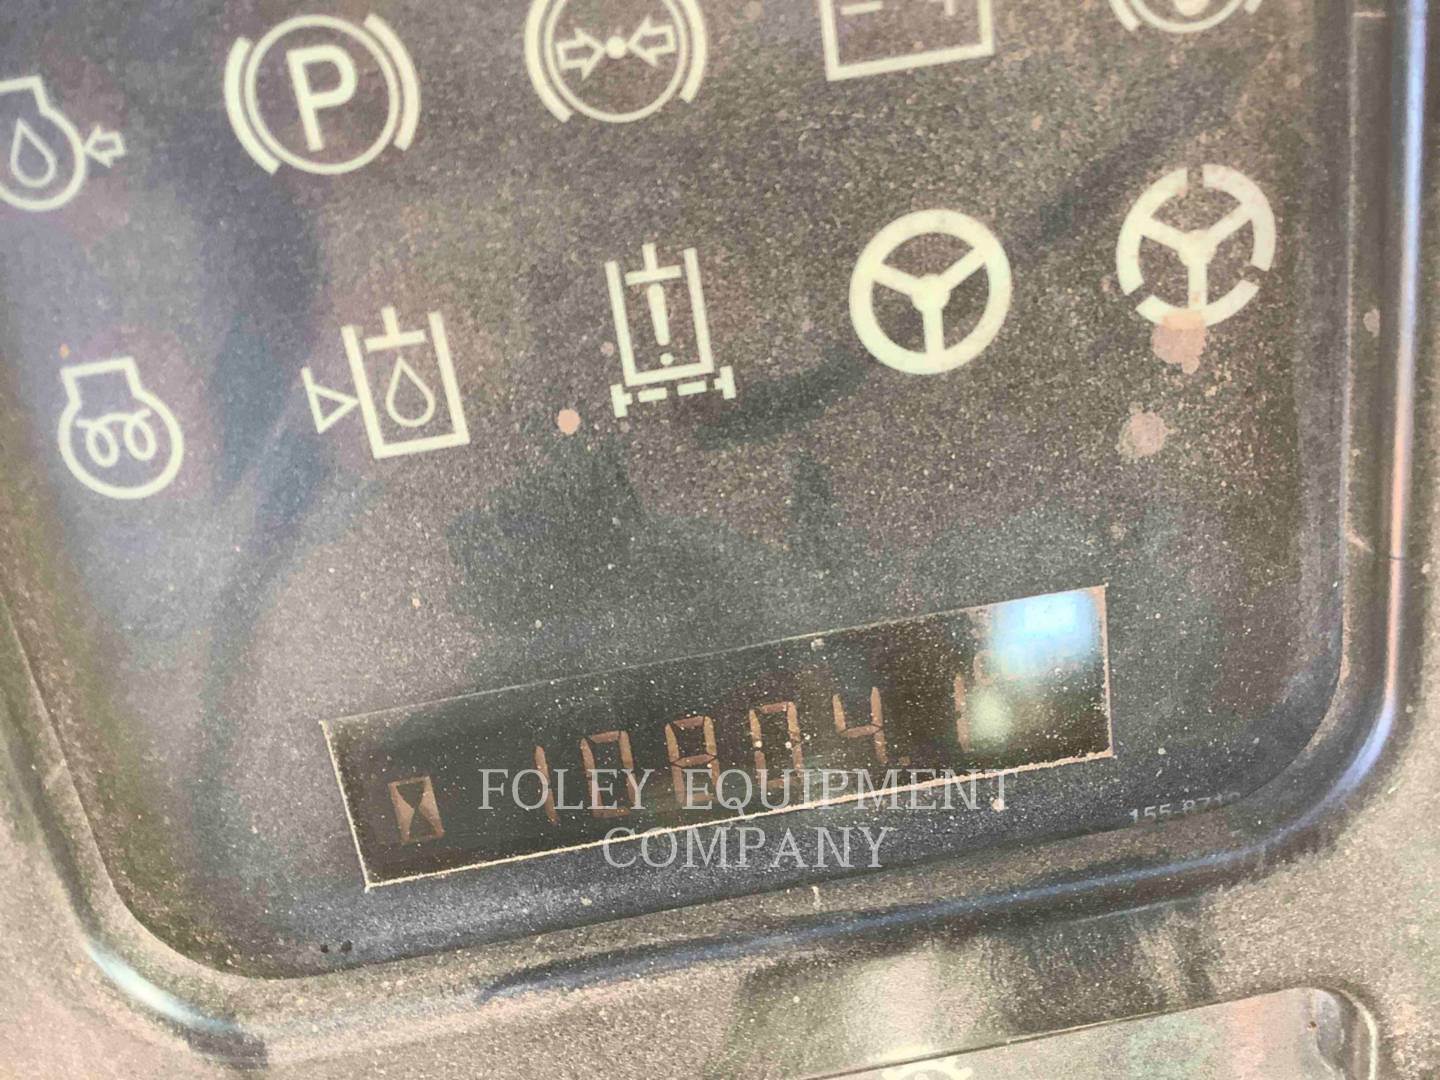 P
10804.1
FOLEY EQUIPMENT
COMPANY